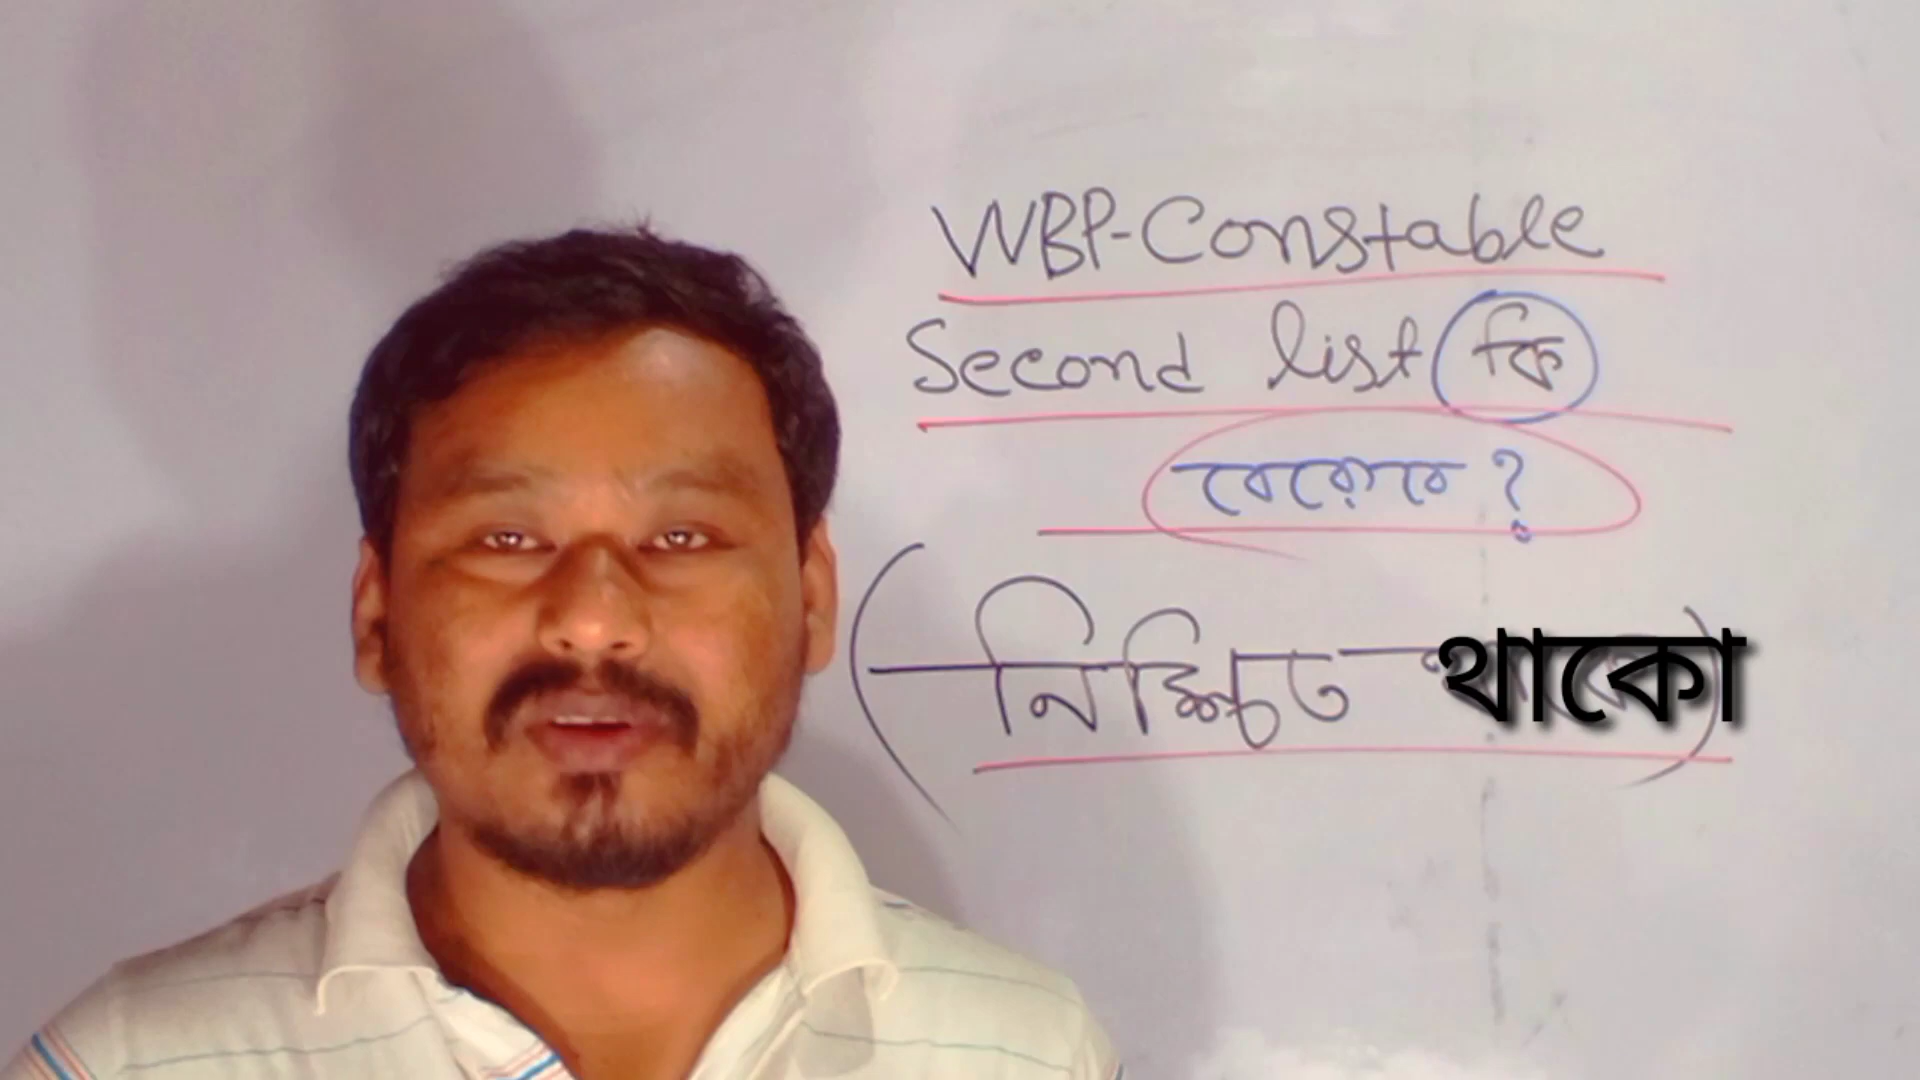 WBP-Constable
Second list কি
বেরোবে ?
(নিশ্চিত থাকো)